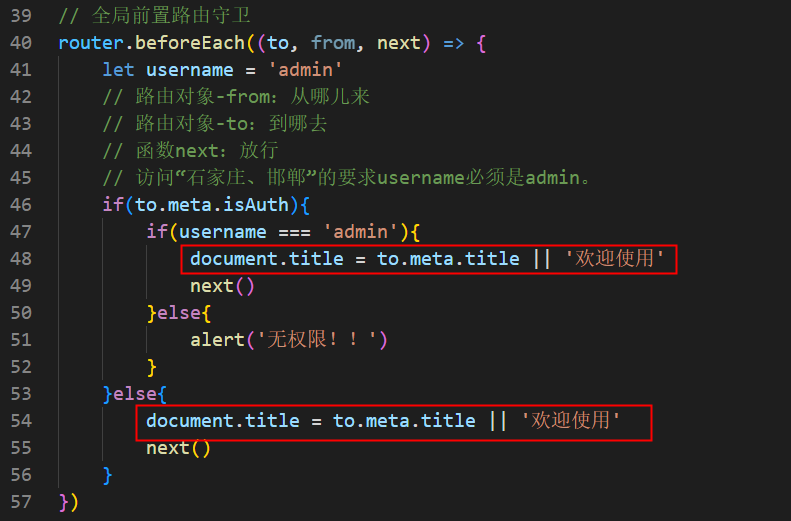 39 // 全局前置路由守卫
40 router.beforeEach((to, from, next) => {
41     let username = 'admin'
42     // 路由对象-from：从哪儿来
43     // 路由对象-to：到哪去
44     // 函数next：放行
45     // 访问“石家庄、邯郸”的要求username必须是admin。
46     if(to.meta.isAuth){
47         if(username === 'admin'){
48             document.title = to.meta.title || '欢迎使用'
49             next()
50         }else{
51             alert('无权限！！')
52         }
53     }else{
54         document.title = to.meta.title || '欢迎使用'
55         next()
56     }
57 })